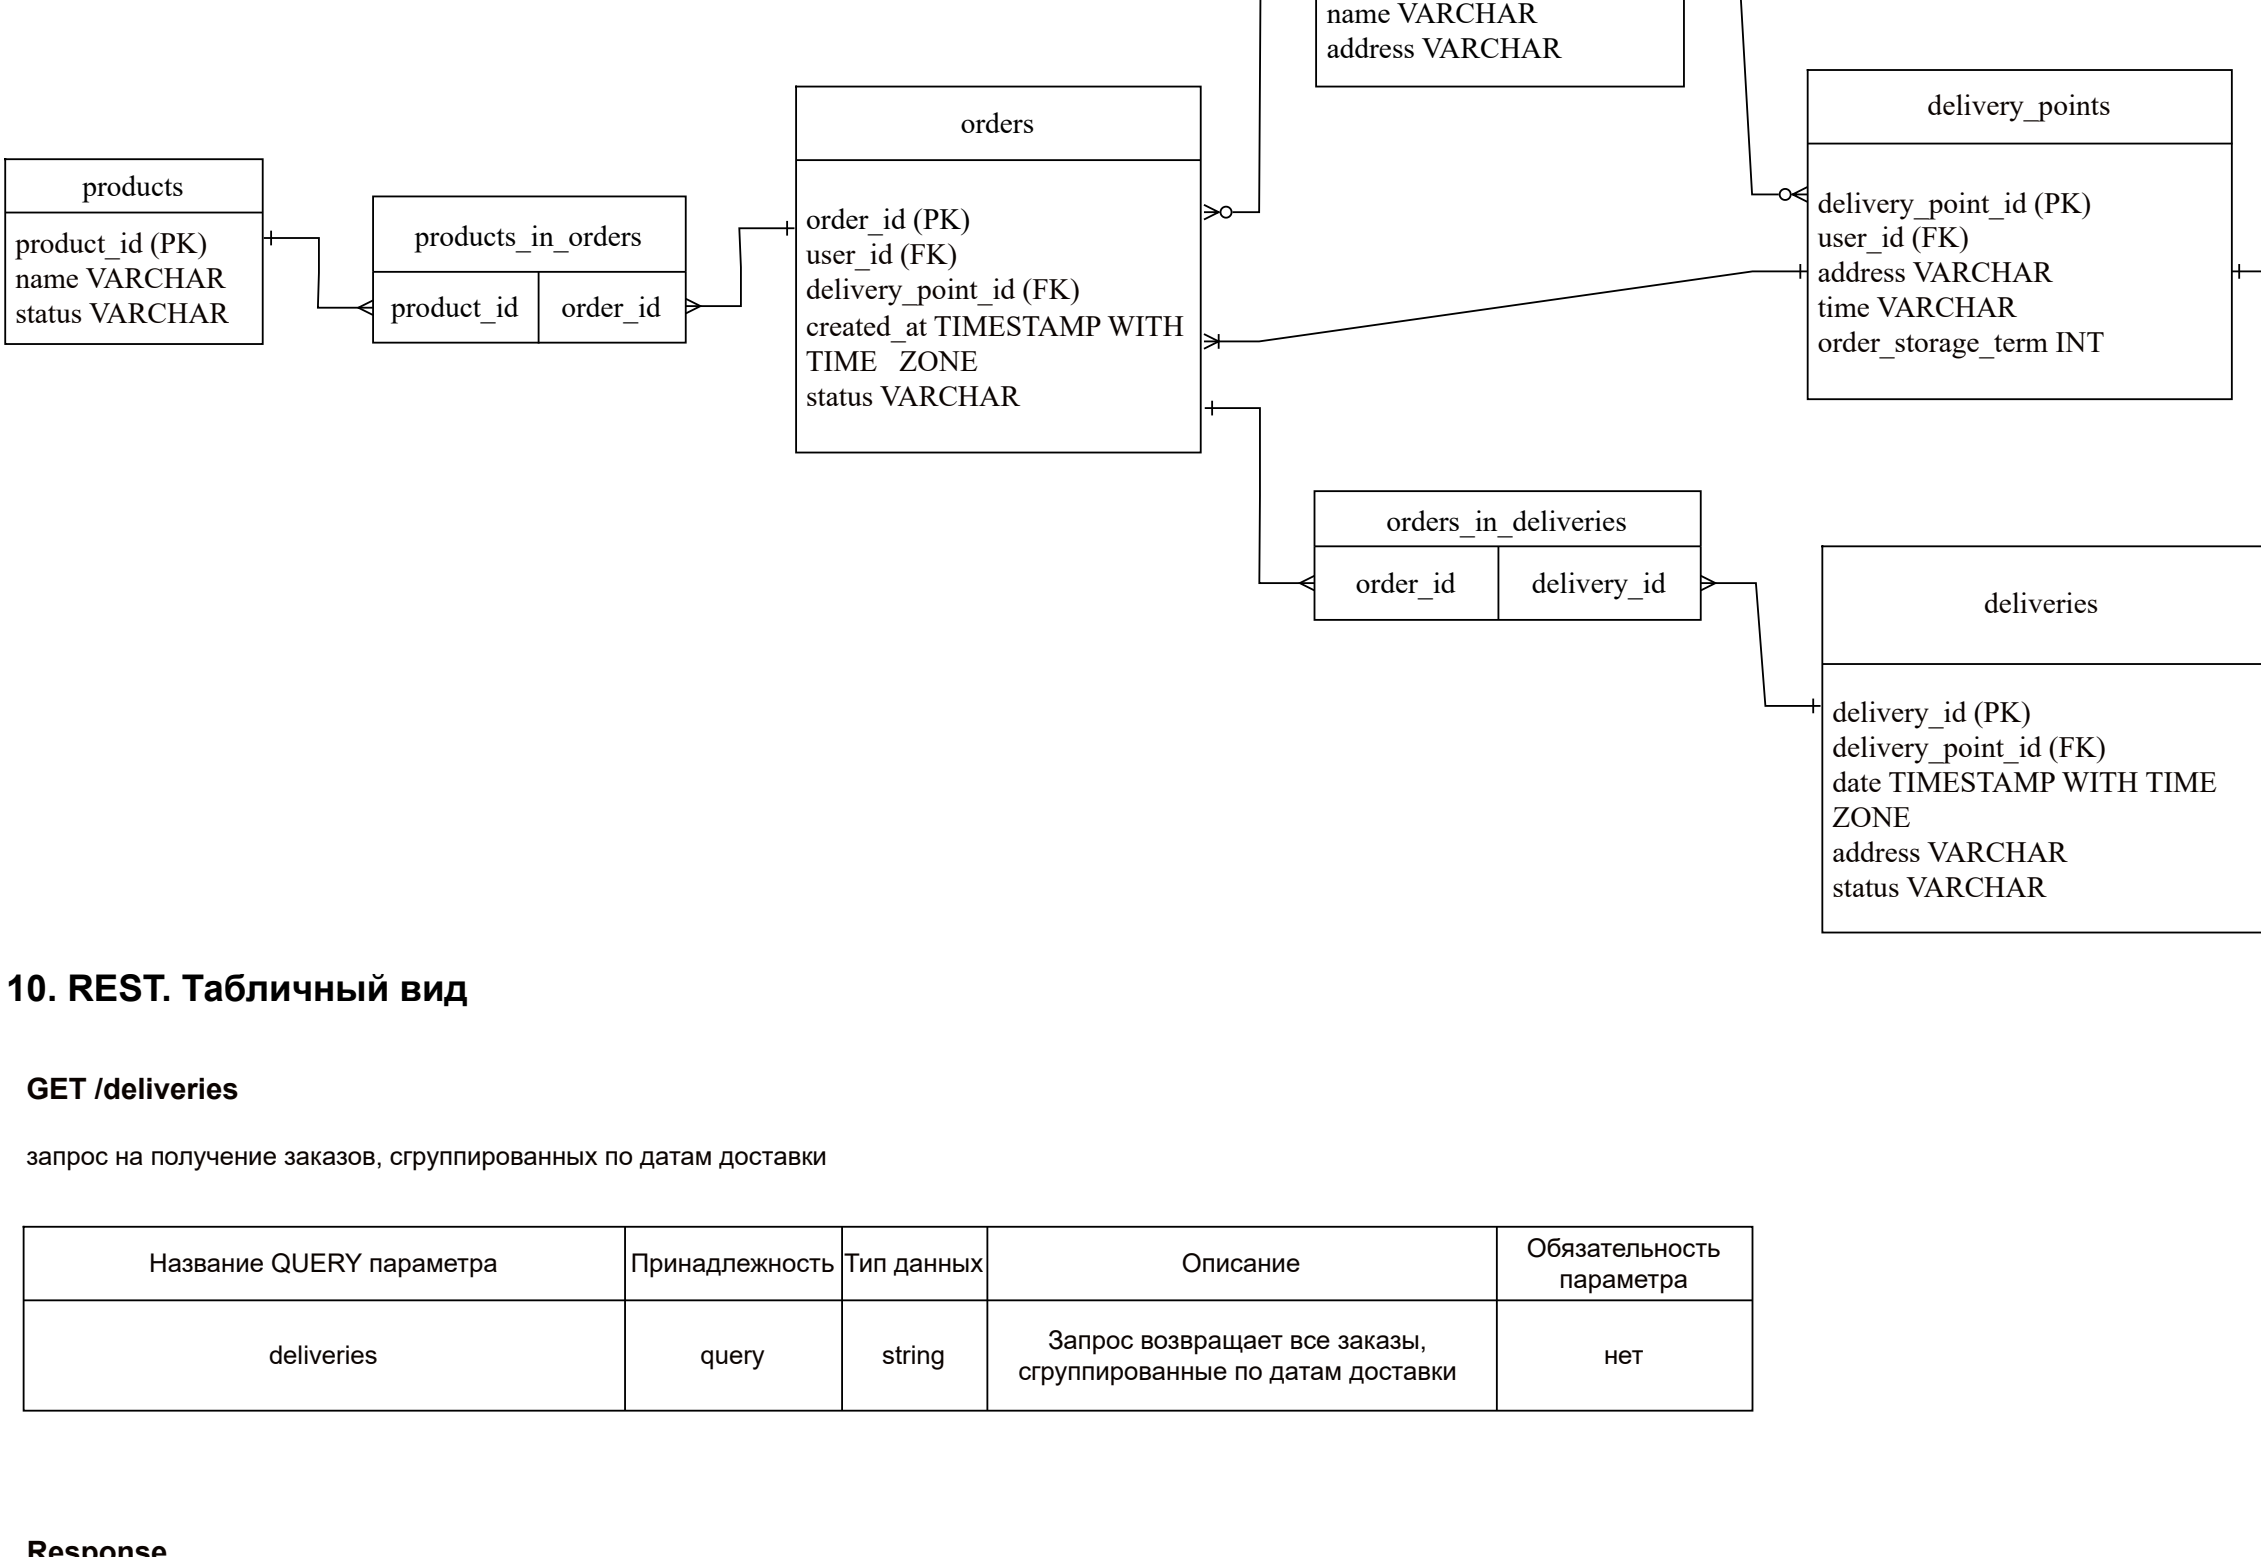 name VARCHAR
address VARCHAR
delivery_points
delivery_point_id (PK)
user_id (FK)
address VARCHAR
time VARCHAR
order_storage_term INT
orders
order_id (PK)
user_id (FK)
delivery_point_id (FK)
created_at TIMESTAMP WITH
TIME ZONE
status VARCHAR
products
product_id (PK)
name VARCHAR
status VARCHAR
products_in_orders
product_id order_id
orders_in_deliveries
order_id delivery_id
deliveries
delivery_id (PK)
delivery_point_id (FK)
date TIMESTAMP WITH TIME
ZONE
address VARCHAR
status VARCHAR
10. REST. Табличный вид
GET /deliveries
запрос на получение заказов, сгруппированных по датам доставки
Название QUERY параметра Принадлежность Тип данных Описание Обязательность
параметра
deliveries query string Запрос возвращает все заказы,
сгруппированные по датам доставки нет
Response